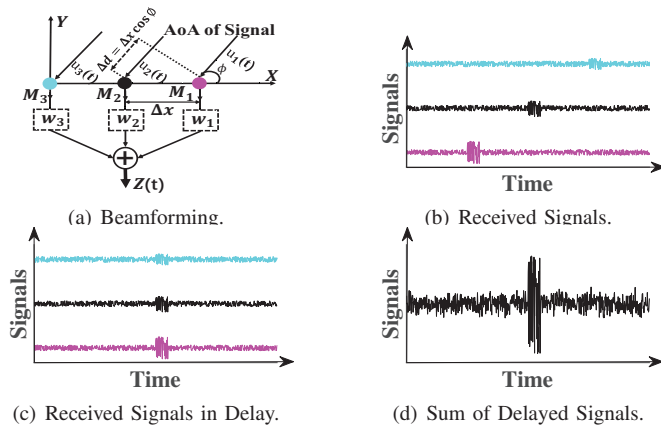 Y
AoA of Signal
Δd = Δx cos Ø
u₃(t)
u₂(t)
u₁(t)
Ø
X
M₃
M₂
M₁
Δx
w₃
w₂
w₁
+
Z(t)
(a) Beamforming.
Signals
Time
(b) Received Signals.
Signals
Time
(c) Received Signals in Delay.
Signals
Time
(d) Sum of Delayed Signals.